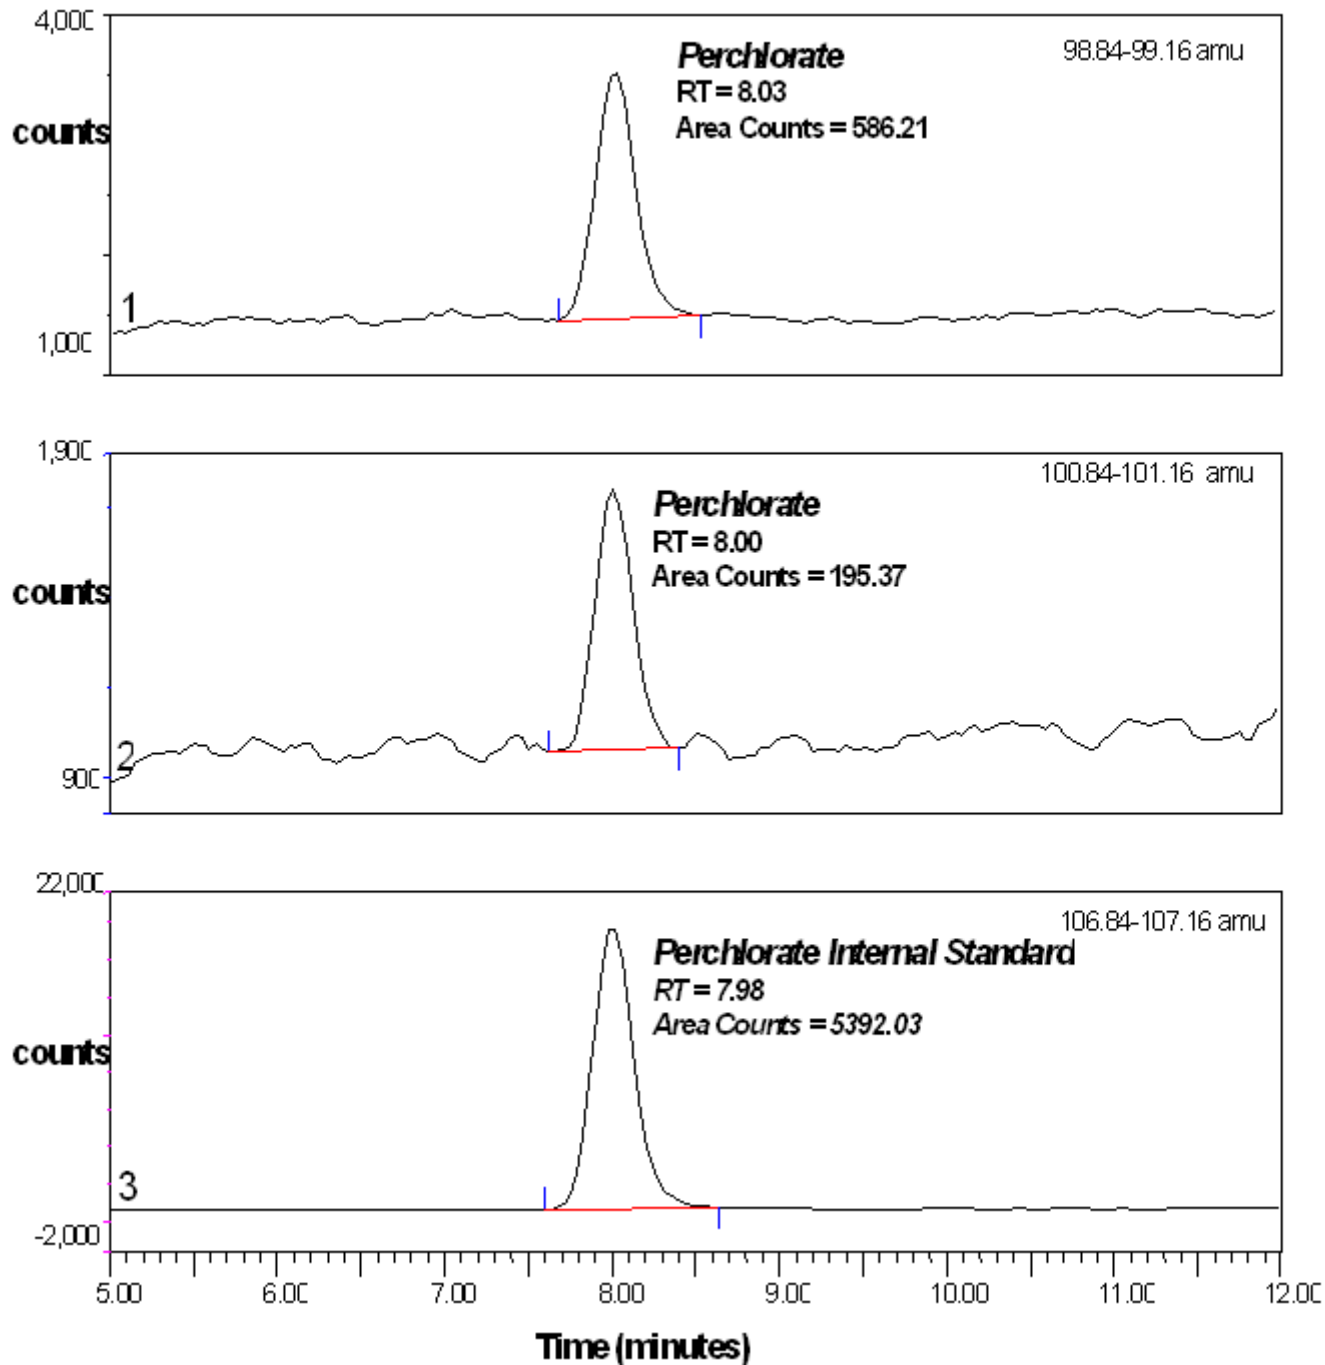 4,000
Perchlorate
98.84-99.16 amu
RT = 8.03
counts
Area Counts = 586.21
1
1,000
1,900
100.84-101.16 amu
Perchlorate
RT = 8.00
counts
Area Counts = 195.37
2
900
22,000
106.84-107.16 amu
Perchlorate Internal Standard
RT = 7.98
counts
Area Counts = 5392.03
3
-2,000
5.00 6.00 7.00 8.00 9.00 10.00 11.00 12.00
Time (minutes)